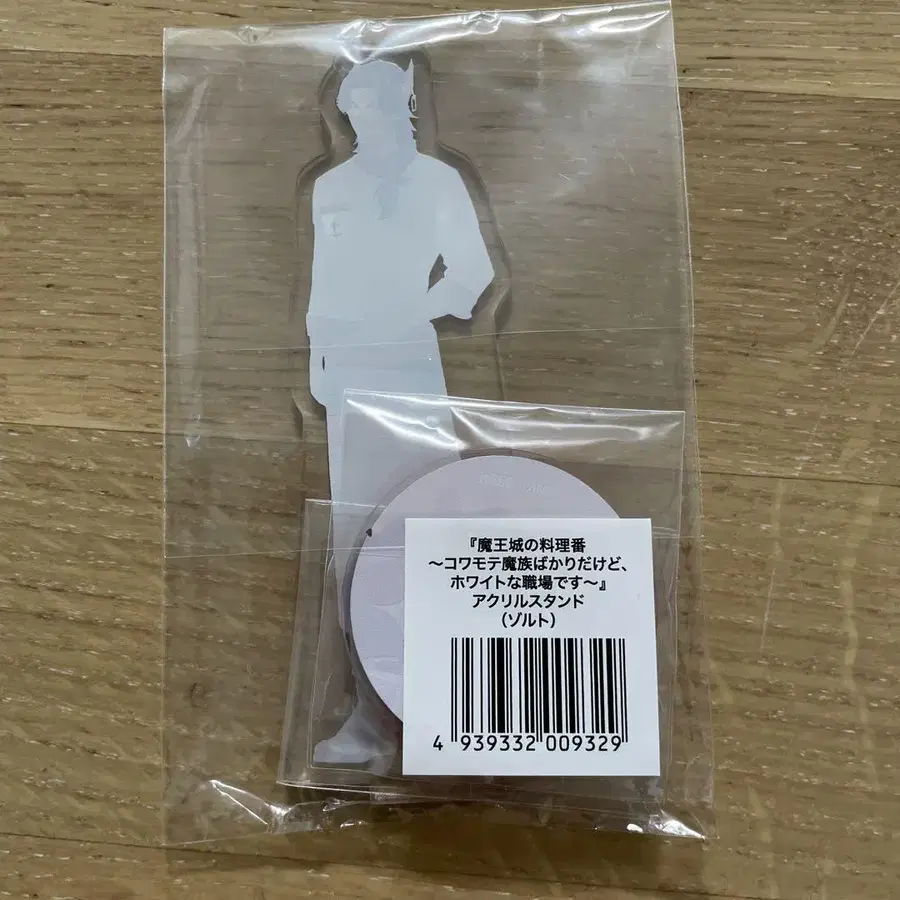 『魔王城の料理番
～コワモテ魔族ばかりだけど、
ホワイトな職場です～』
アクリルスタンド
（ゾルト）
4 939332 009329